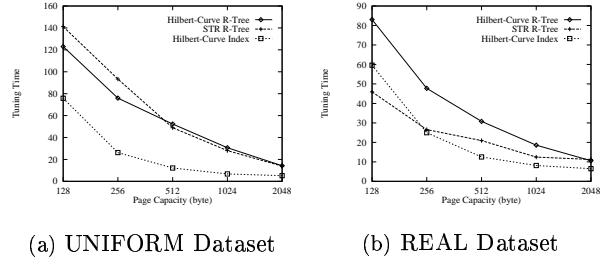 160
140
120
100
80
60
40
20
0
128
256
512
1024
2048
Tuning Time
Page Capacity (byte)
Hilbert-Curve R-Tree
STR R-Tree
Hilbert-Curve Index
(a) UNIFORM Dataset
90
80
70
60
50
40
30
20
10
0
128
256
512
1024
2048
Tuning Time
Page Capacity (byte)
Hilbert-Curve R-Tree
STR R-Tree
Hilbert-Curve Index
(b) REAL Dataset